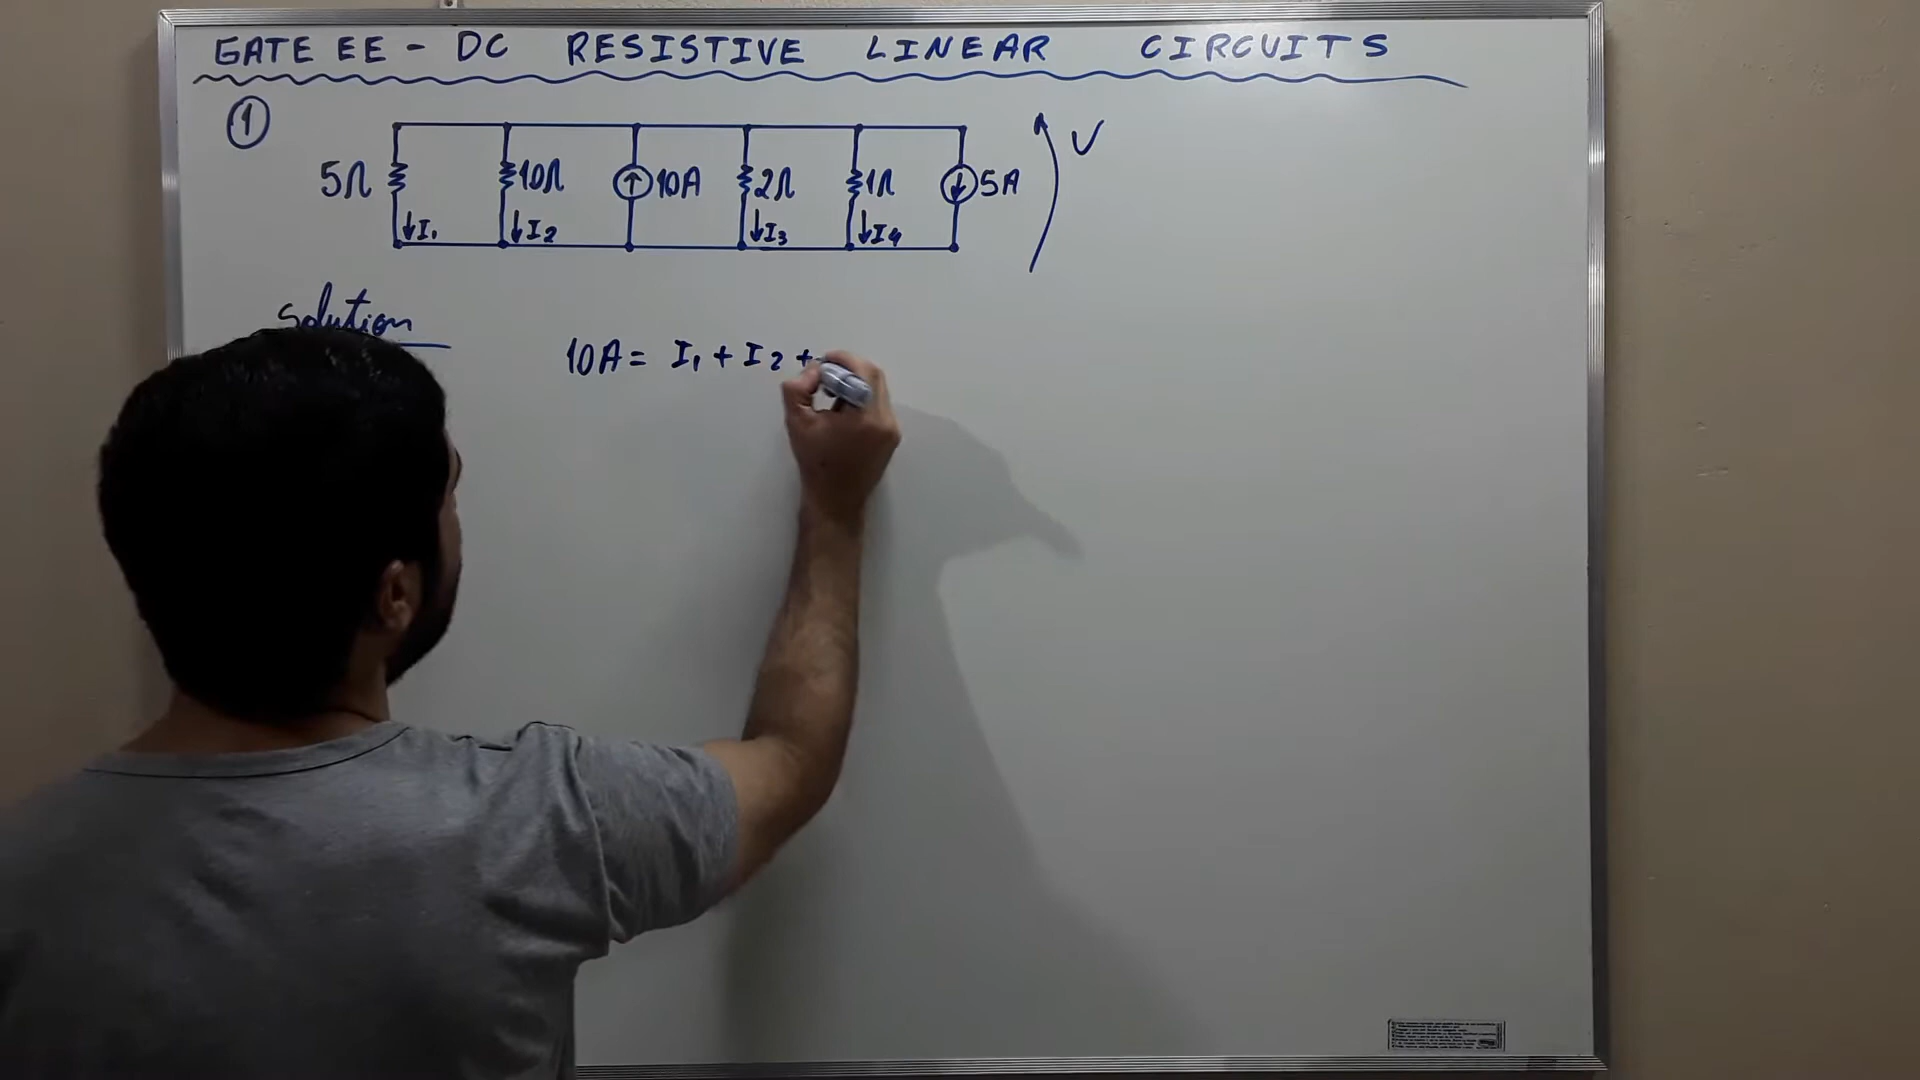 GATE EE - DC RESISTIVE LINEAR CIRCUITS
1
5Ω 10Ω 10A 2Ω 1Ω 5A V
I1 I2 I3 I4
Solution
10A = I1 + I2 +